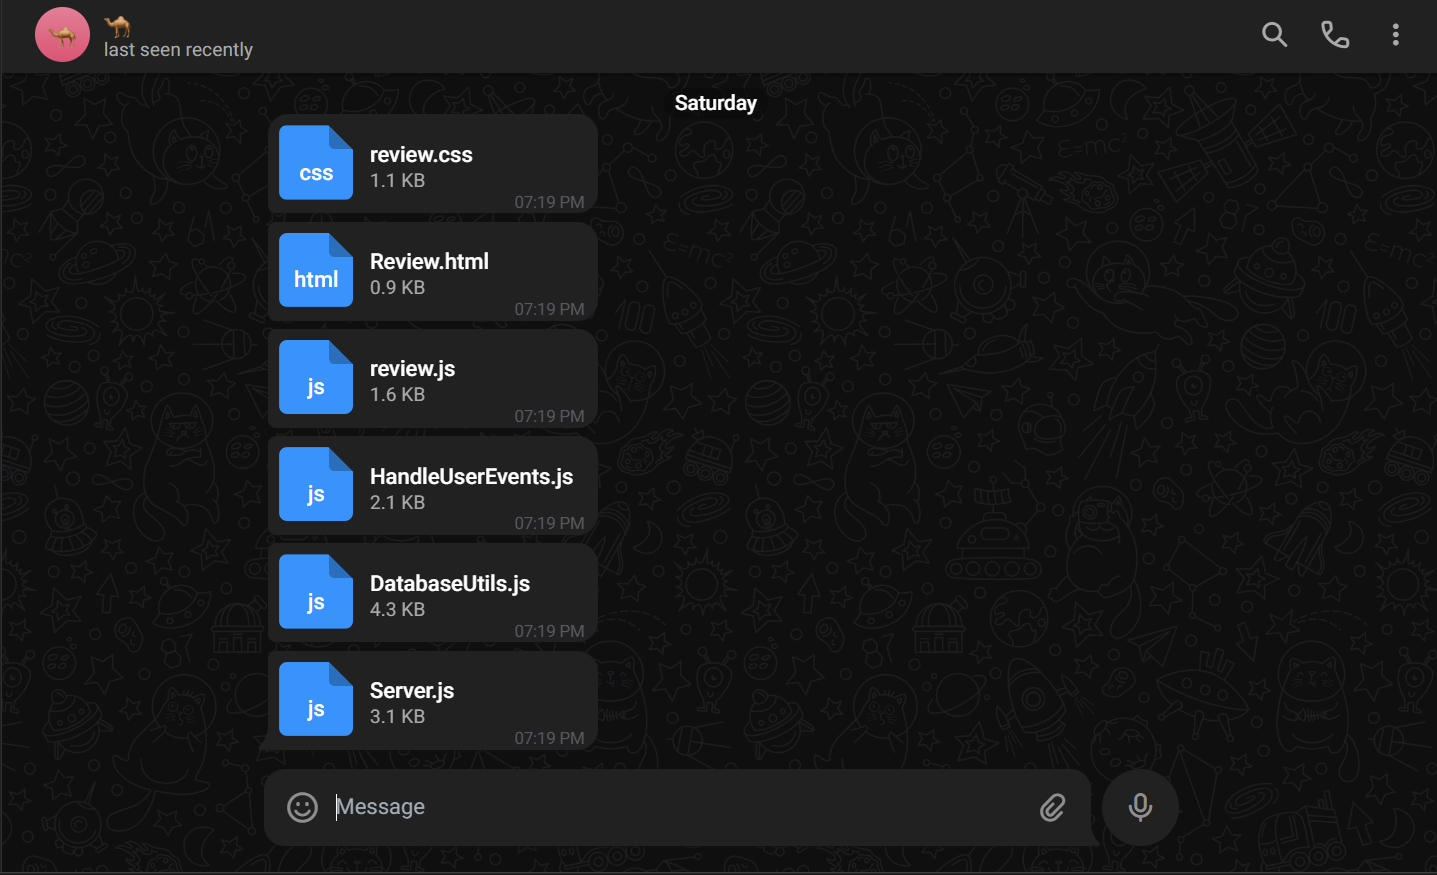 🐪
last seen recently
Saturday
css
review.css
1.1 KB
07:19 PM
html
Review.html
0.9 KB
07:19 PM
js
review.js
1.6 KB
07:19 PM
js
HandleUserEvents.js
2.1 KB
07:19 PM
js
DatabaseUtils.js
4.3 KB
07:19 PM
js
Server.js
3.1 KB
07:19 PM
Message